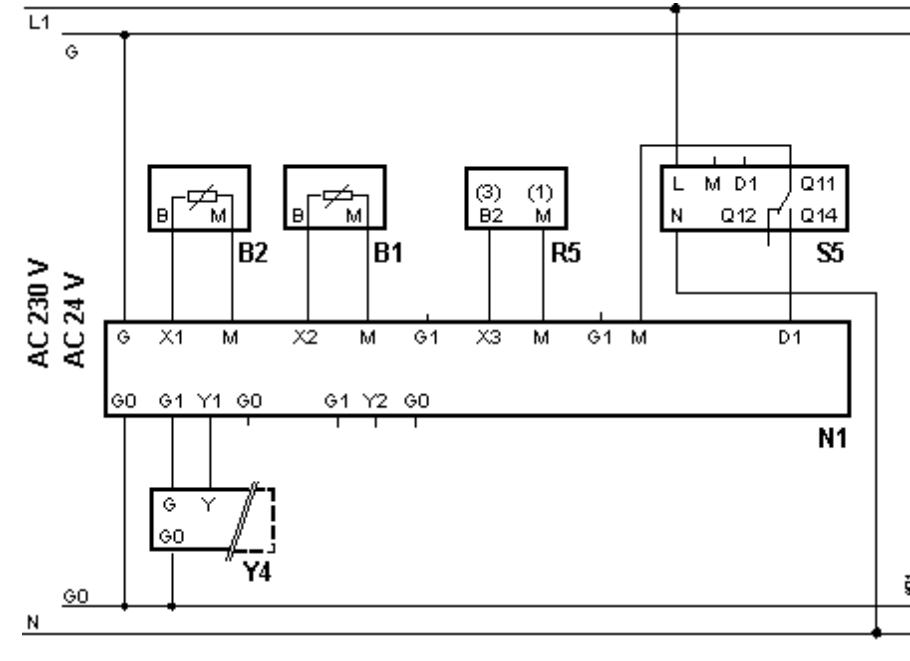 L1
G
L M D1 Q11
(3) (1)
B M B M B2 M N Q12 Q14
B2 B1 R5 S5
AC 230 V
AC 24 V
G X1 M X2 M G1 X3 M G1 M D1
G0 G1 Y1 G0 G1 Y2 G0
N1
G Y
G0
Y4
G0
N